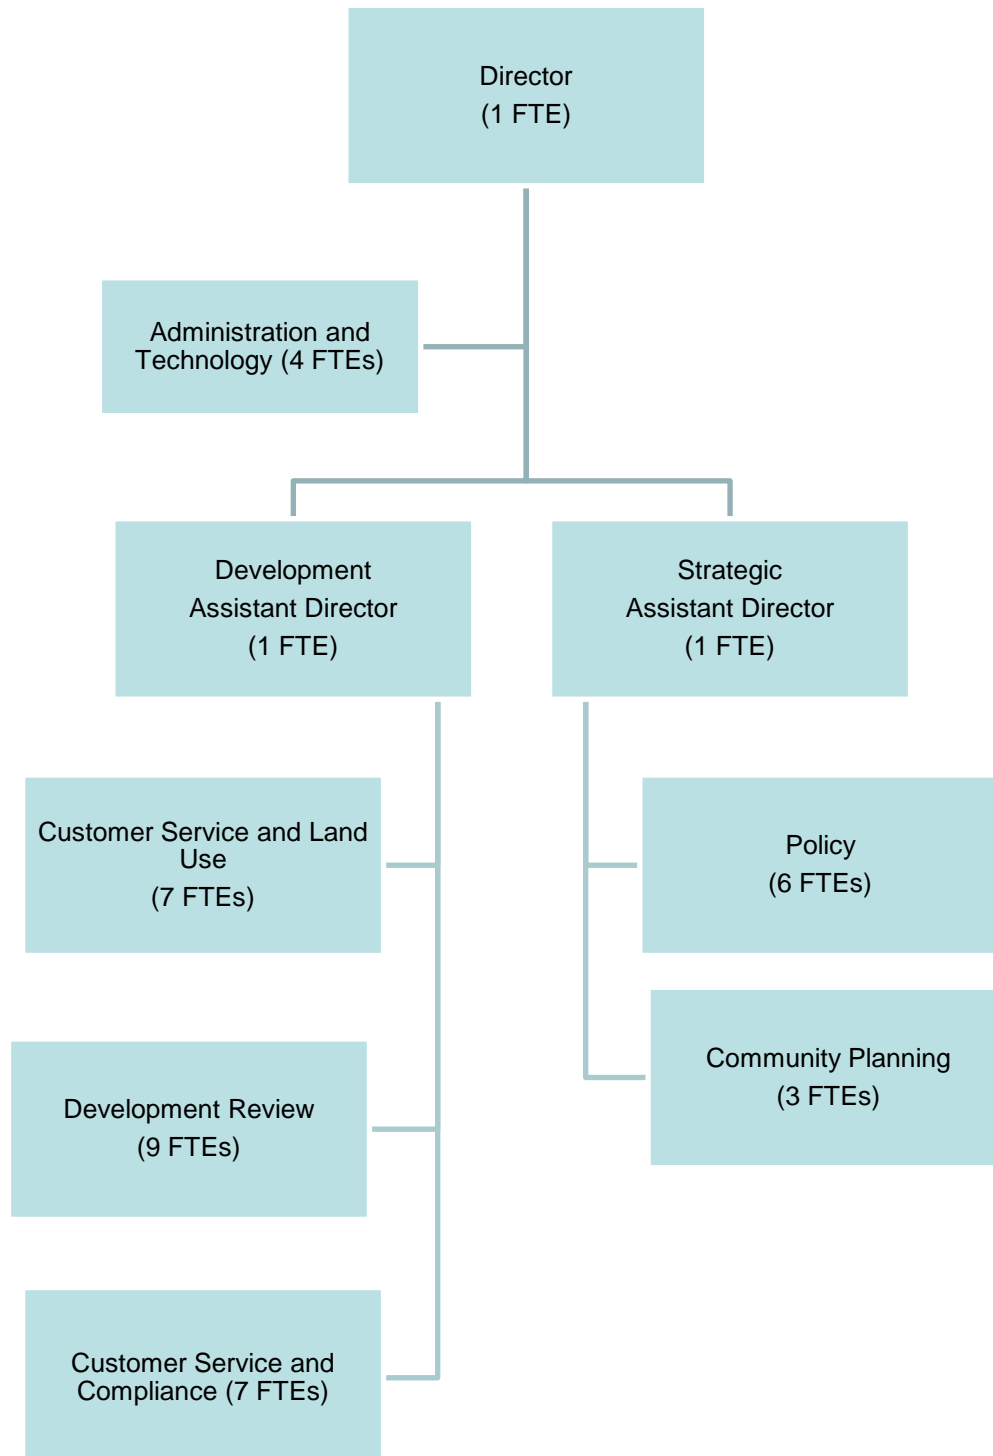 Director
(1 FTE)
Administration and
Technology (4 FTEs)
Development
Assistant Director
(1 FTE)
Strategic
Assistant Director
(1 FTE)
Customer Service and Land
Use
(7 FTEs)
Policy
(6 FTEs)
Development Review
(9 FTEs)
Community Planning
(3 FTEs)
Customer Service and
Compliance (7 FTEs)